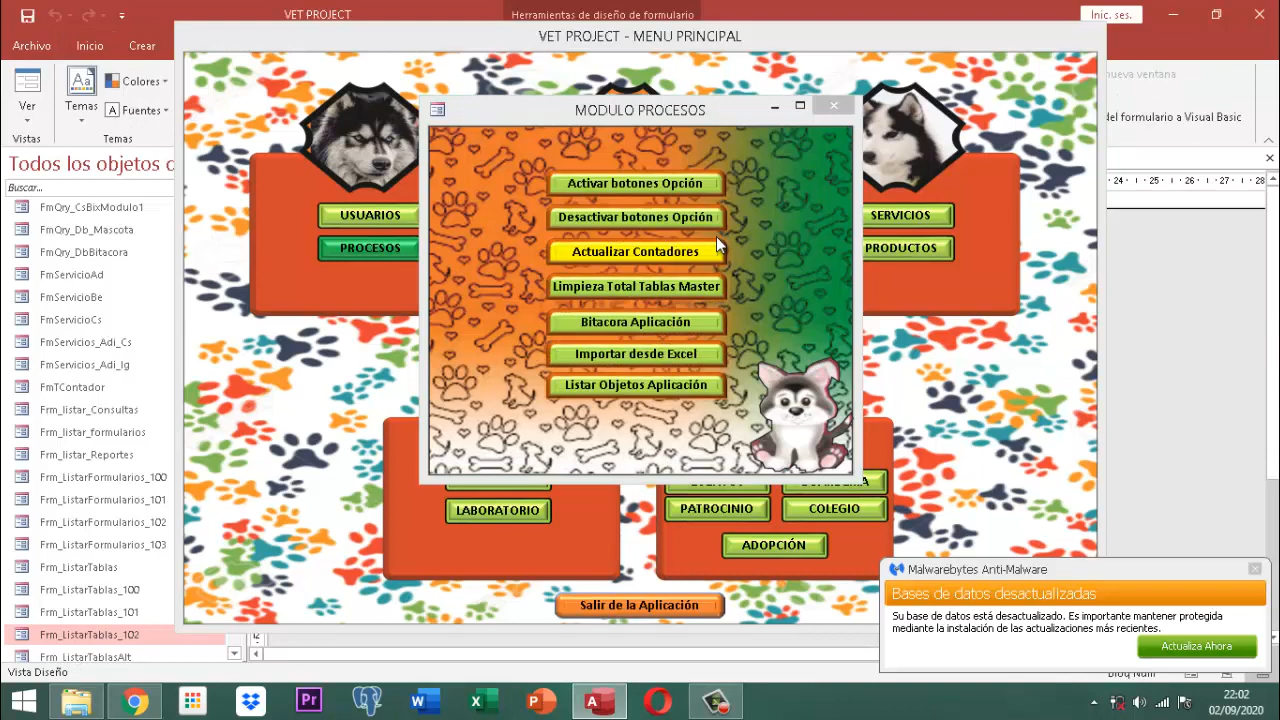 VET PROJECT
Herramientas de diseño de formulario
Inic. ses.
Archivo
Inicio
Crear
VET PROJECT - MENU PRINCIPAL
nueva ventana
Ver
Temas
Colores
Fuentes
del formulario a Visual Basic
Vistas
Temas
MODULO PROCESOS
Todos los objetos
Buscar...
24 25 26 27 28
FmQry_CsBixModulo1
FmQry_Db_Mascota
FmQry_DbBitacora
FmServicioAd
FmServicioBe
FmServicioCs
FmServicios_Adi_Cs
FmServicios_Adi_Ig
FmTContador
Frm_listar_Consultas
Frm_listar_formularios
Frm_listar_Reportes
Frm_ListarFormularios_100
Frm_ListarFormularios_101
Frm_ListarFormularios_102
Frm_ListarFormularios_103
Frm_ListarTablas
Frm_ListarTablas_100
Frm_ListarTablas_101
Frm_ListarTablas_102
Frm_ListarTablasAlt
USUARIOS
PROCESOS
Activar botones Opción
Desactivar botones Opción
Actualizar Contadores
Limpieza Total Tablas Master
Bitacora Aplicación
Importar desde Excel
Listar Objetos Aplicación
SERVICIOS
PRODUCTOS
LABORATORIO
PATROCINIO
COLEGIO
ADOPCIÓN
Salir de la Aplicación
Malwarebytes Anti-Malware
Bases de datos desactualizadas
Su base de datos está desactualizado. Es importante mantener protegida
mediante la instalación de las actualizaciones más recientes.
Actualiza Ahora
Vista Diseño
Bloq Núm
22:02
02/09/2020